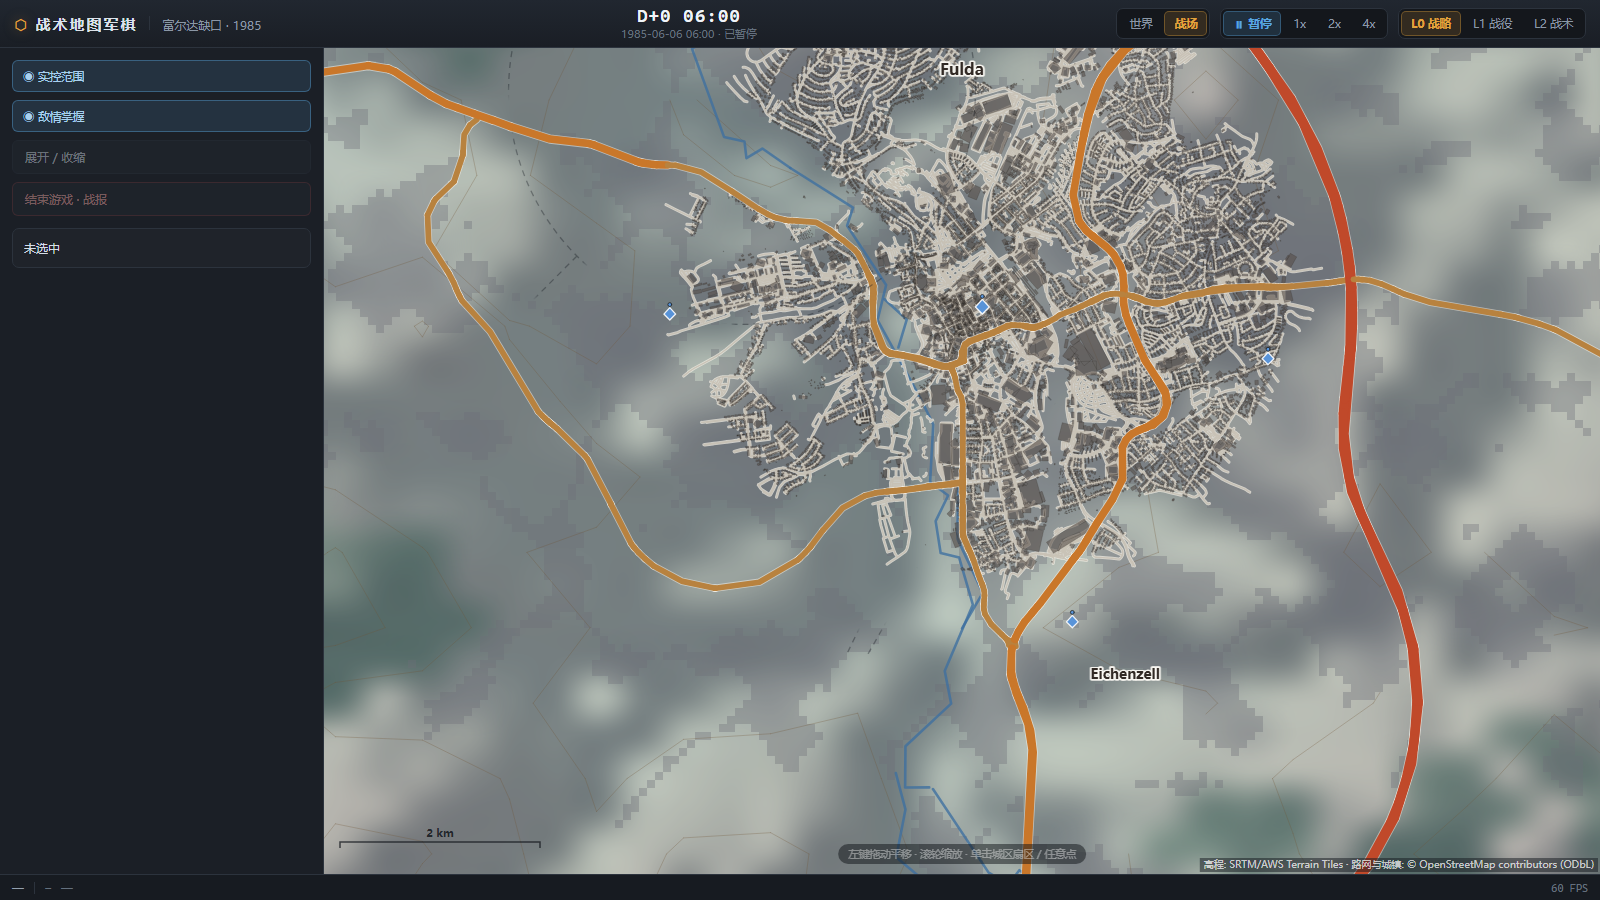 战术地图军棋
富尔达缺口 · 1985
D+0 06:00
1985-06-06 06:00 · 已暂停
世界
战场
⏸ 暂停
1x
2x
4x
L0 战略
L1 战役
L2 战术
◉ 实控范围
◉ 敌情掌握
展开 / 收缩
结束游戏 · 战报
未选中
Fulda
Eichenzell
2 km
左键拖动平移 · 滚轮缩放 · 单击城区扇区 / 任意点
高程: SRTM/AWS Terrain Tiles · 路网与城镇: © OpenStreetMap contributors (ODbL)
— – —
60 FPS